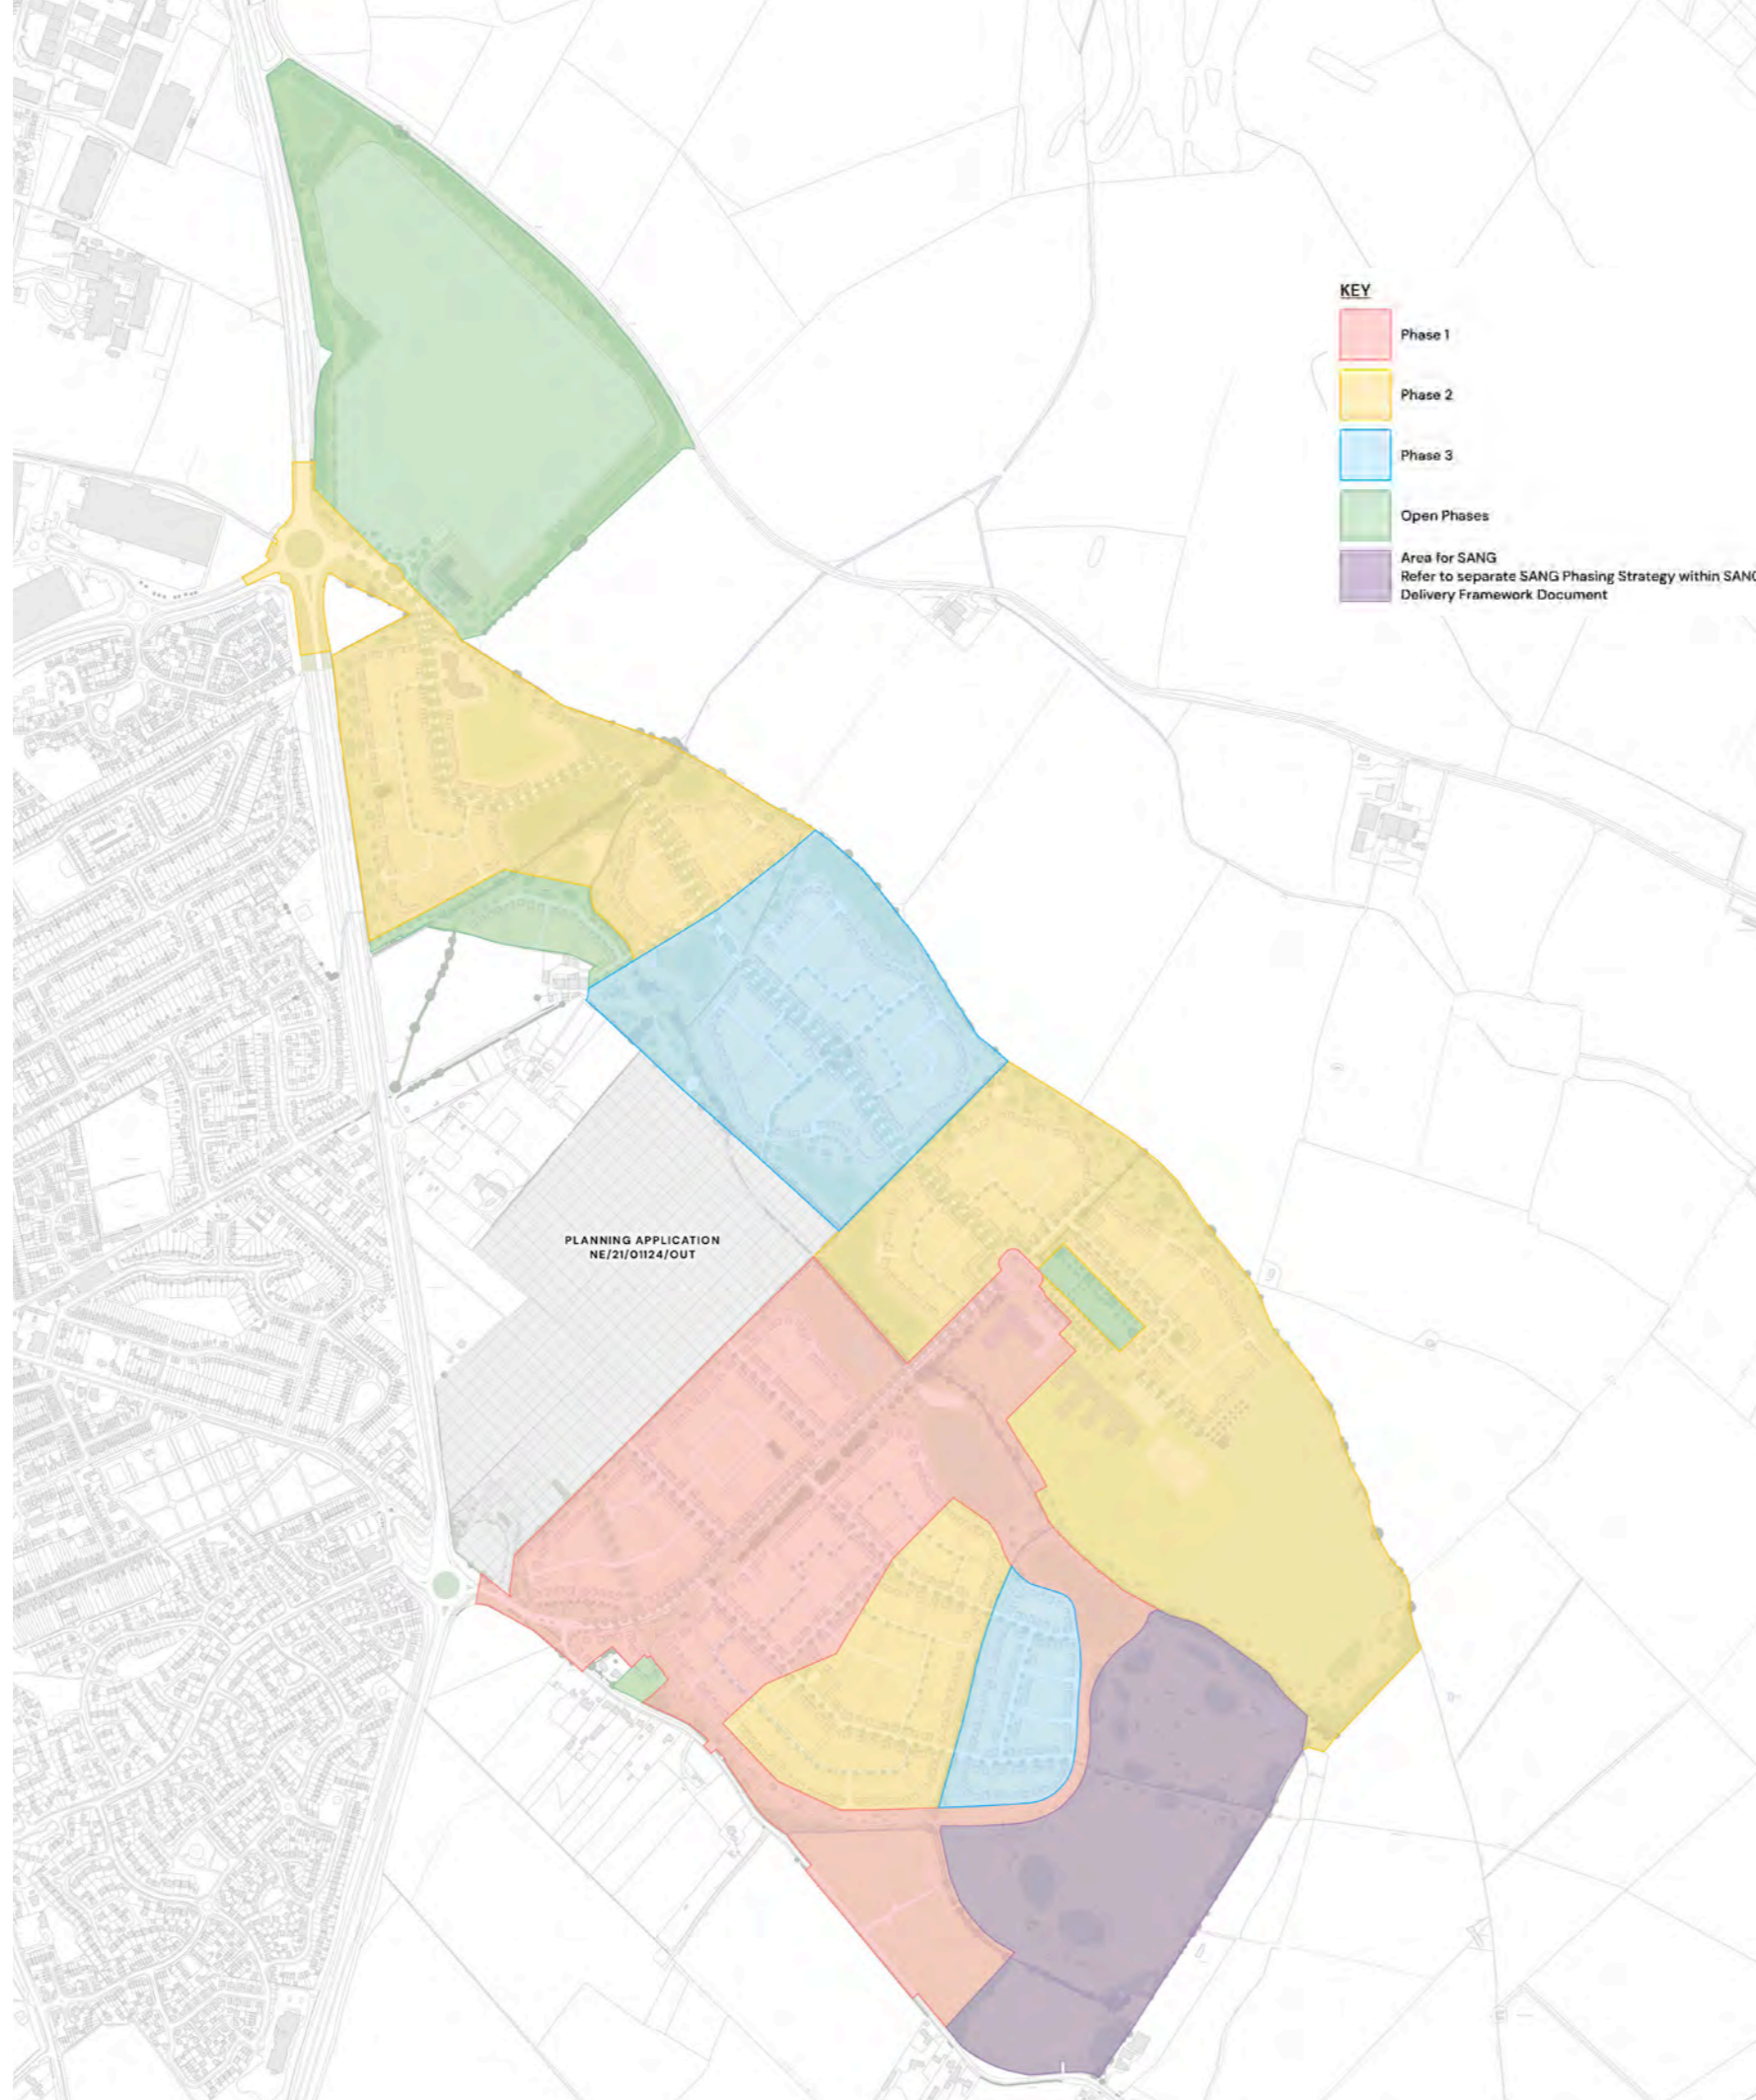 KEY
Phase 1
Phase 2
Phase 3
Open Phases
Area for SANG
Refer to separate SANG Phasing Strategy within SANG
Delivery Framework Document
PLANNING APPLICATION
NE/21/01124/OUT